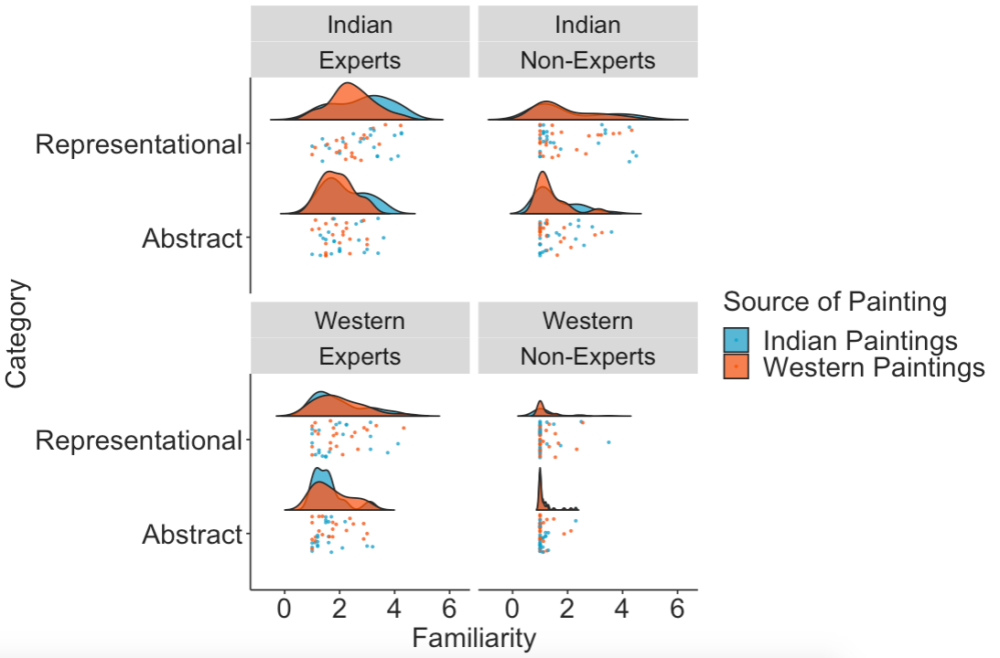 Indian
Indian
Experts
Non-Experts
Representational
Abstract
Category
Western
Western
Experts
Non-Experts
Representational
Abstract
0 2 4 6
0 2 4 6
Familiarity
Source of Painting
Indian Paintings
Western Paintings